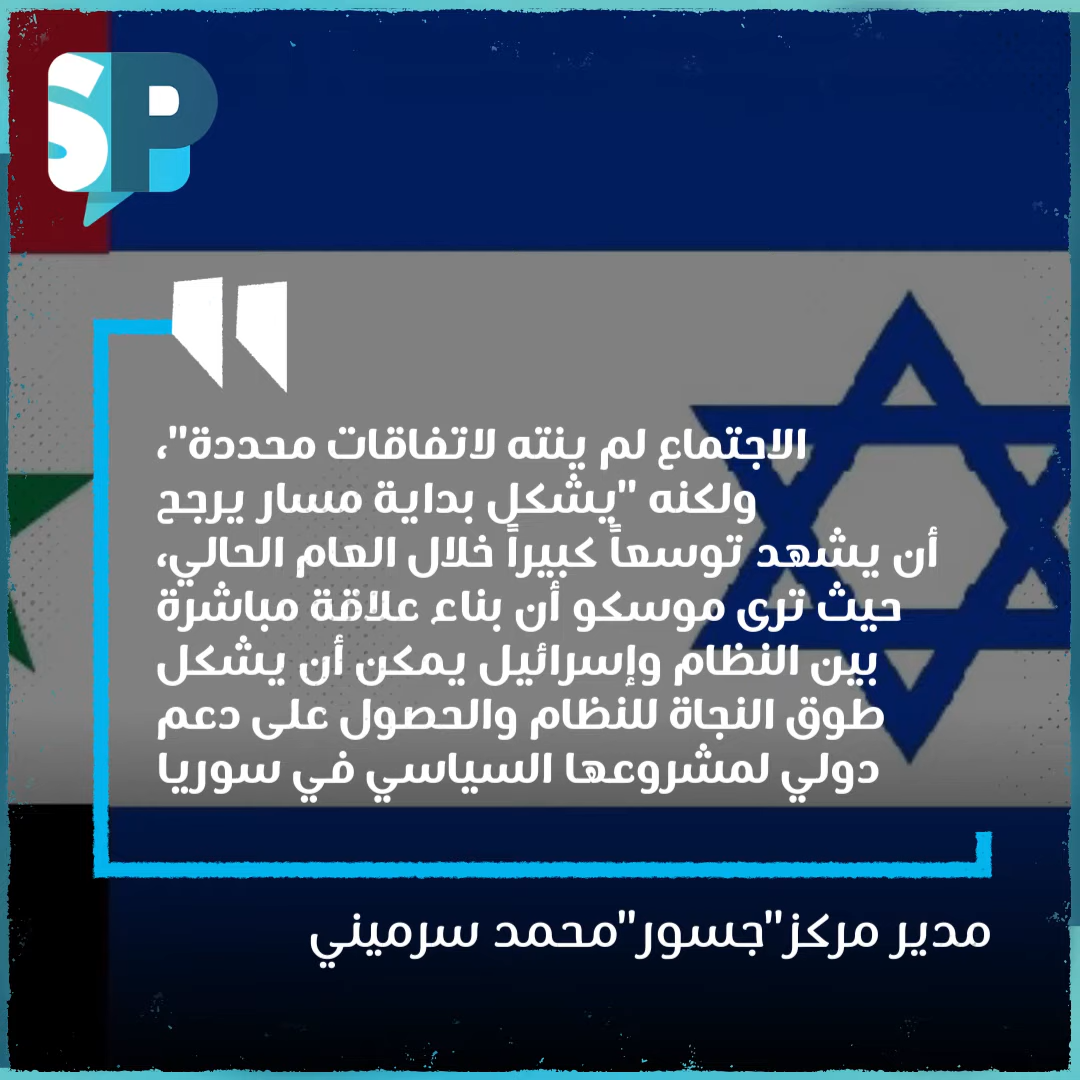 SP
الاجتماع لم ينته لاتفاقات محددة"،
ولكنه "يشكل بداية مسار يرجح
أن يشهد توسعاً كبيراً خلال العام الحالي،
حيث ترى موسكو أن بناء علاقة مباشرة
بين النظام وإسرائيل يمكن أن يشكل
طوق النجاة للنظام والحصول على دعم
دولي لمشروعها السياسي في سوريا
مدير مركز"جسور"محمد سرميني